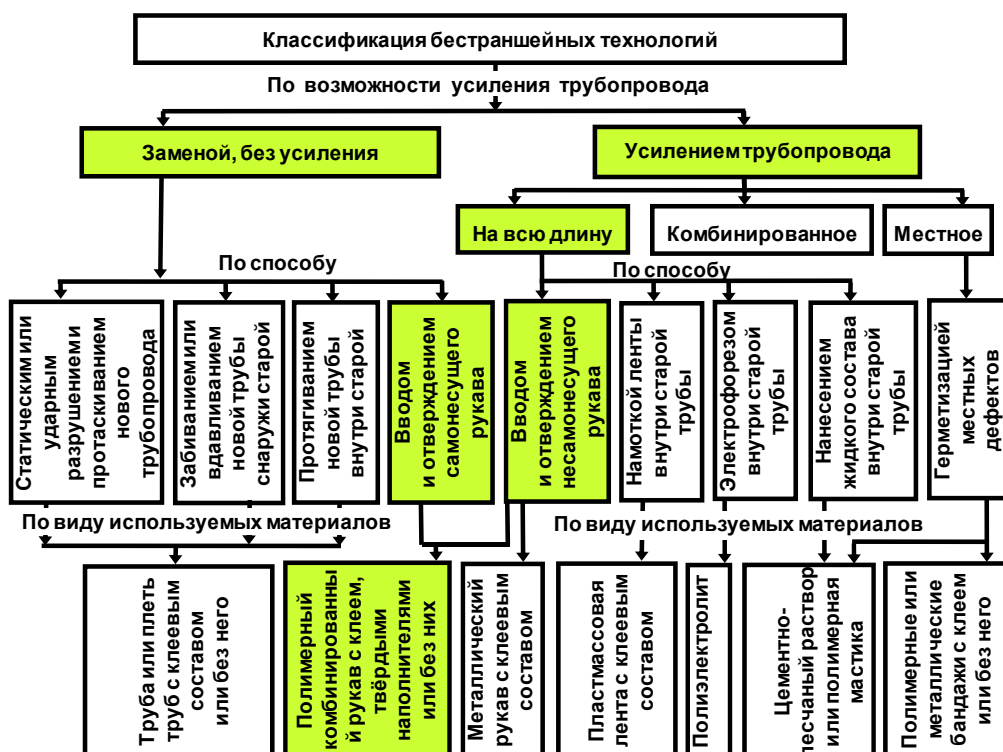 Классификация бестраншейных технологий
По возможности усиления трубопровода
Заменой, без усиления
Усилением трубопровода
На всю длину
Комбинированное
Местное
По способу
По способу
Статическим или
ударным
разрушением и
протаскиванием
нового
трубопровода
Забиванием или
вдавливанием
новой трубы
снаружи старой
Протягиванием
новой трубы
внутри старой
Вводом
и отверждением
самонесущего
рукава
Вводом
и отверждением
несамонесущего
рукава
Намоткой ленты
внутри старой
трубы
Электрофорезом
внутри старой
трубы
Нанесением
жидкого состава
внутри старой
трубы
Герметизацией
местных
дефектов
По виду используемых материалов
По виду используемых материалов
Труба или плеть
труб с клеевым
составом
или без него
Полимерный
комбинированны
й рукав с клеем,
твёрдыми
наполнителями
или без них
Металлический
рукав с клеевым
составом
Пластмассовая
лента с клеевым
составом
Полиэлектролит
Цементно-
песчаный раствор
или полимерная
мастика
Полимерные или
металлические
бандажи с клеем
или без него